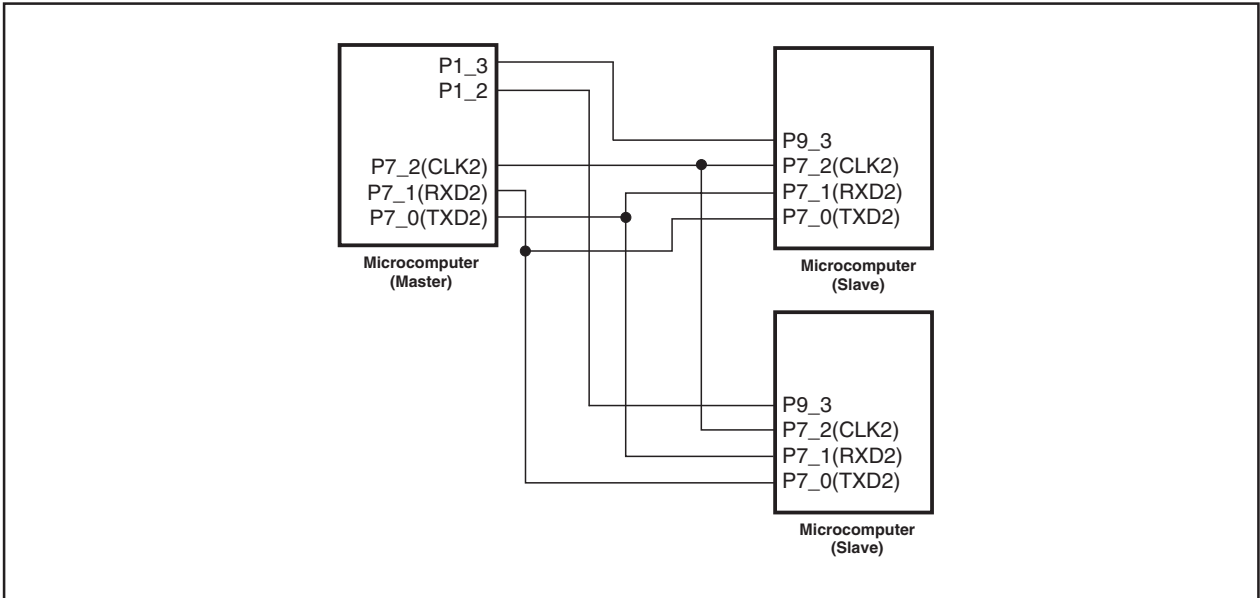 P1_3
P1_2
P7_2(CLK2)
P7_1(RXD2)
P7_0(TXD2)
Microcomputer
(Master)
P9_3
P7_2(CLK2)
P7_1(RXD2)
P7_0(TXD2)
Microcomputer
(Slave)
P9_3
P7_2(CLK2)
P7_1(RXD2)
P7_0(TXD2)
Microcomputer
(Slave)